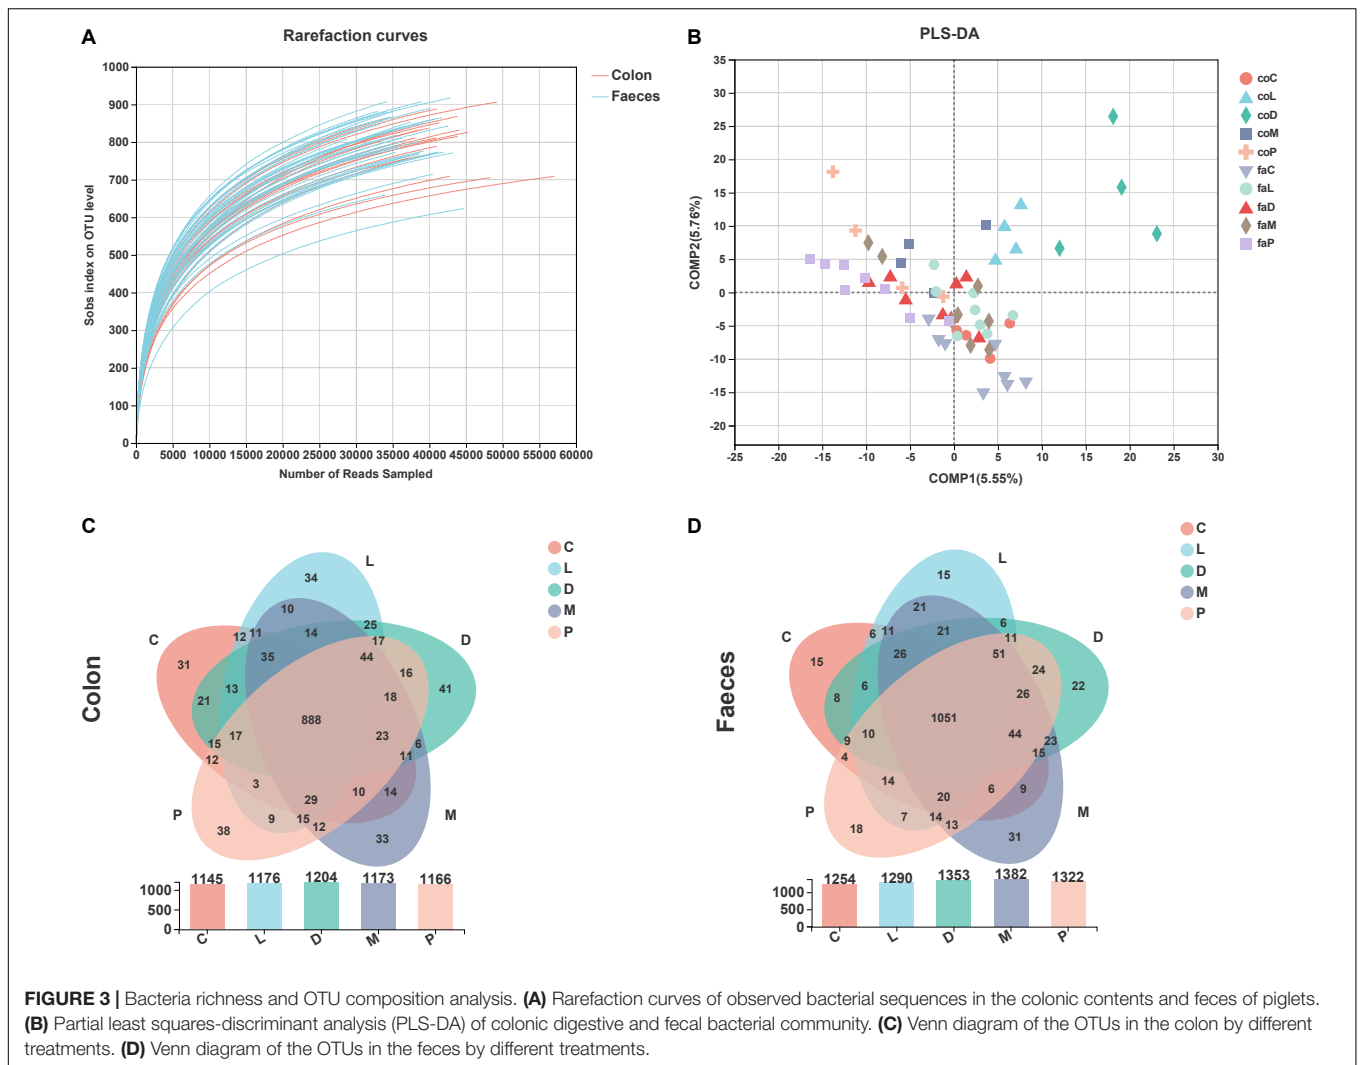 A
Rarefaction curves
Colon
Faeces
Sobs index on OTU level
1000
900
800
700
600
500
400
300
200
100
0
0 5000 10000 15000 20000 25000 30000 35000 40000 45000 50000 55000 60000
Number of Reads Sampled
B
PLS-DA
COMP2(5.76%)
35
30
25
20
15
10
5
0
-5
-10
-15
-20
-25 -20 -15 -10 -5 0 5 10 15 20 25 30
COMP1(5.55%)
coC
coL
coD
coM
coP
faC
faL
faD
faM
faP
C
Colon
C
L
D
M
P
L
34
10
25
C
12 11 14 17
D
31
35
44
16
13
21
18
41
888
17
23
15
6
12
11
3
10 14
29
P
9 15 12
M
38
33
1145 1176 1204 1173 1166
1000
500
0
C L D M P
D
Faeces
C
L
D
M
P
L
15
21
6
C
6 11 21 11
D
15
26
51
24
6
8
26
22
1051
10
44
9
23
4
15
14
6 9
20
P
7 14 13
M
18
31
1254 1290 1353 1382 1322
1000
500
0
C L D M P
FIGURE 3 | Bacteria richness and OTU composition analysis. (A) Rarefaction curves of observed bacterial sequences in the colonic contents and feces of piglets.
(B) Partial least squares-discriminant analysis (PLS-DA) of colonic digestive and fecal bacterial community. (C) Venn diagram of the OTUs in the colon by different
treatments. (D) Venn diagram of the OTUs in the feces by different treatments.